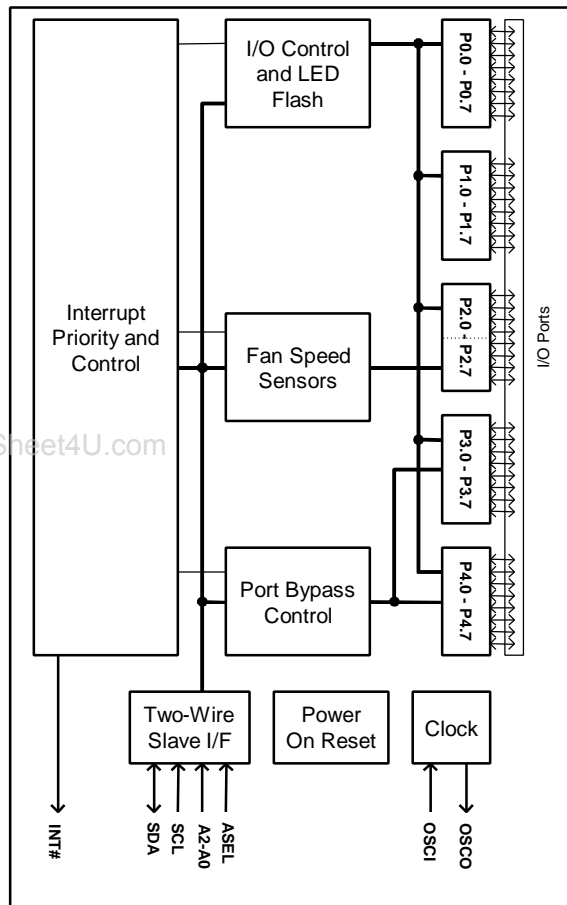 I/O Control
and LED
Flash
P0.0 - P0.7
P1.0 - P1.7
Interrupt
Priority and
Control
Fan Speed
Sensors
P2.0 - P2.7
I/O Ports
Sheet4U.com
P3.0 - P3.7
Port Bypass
Control
P4.0 - P4.7
Two-Wire
Slave I/F
Power
On Reset
Clock
INT#
SDA
SCL
A2-A0
ASEL
OSCI
OSCO